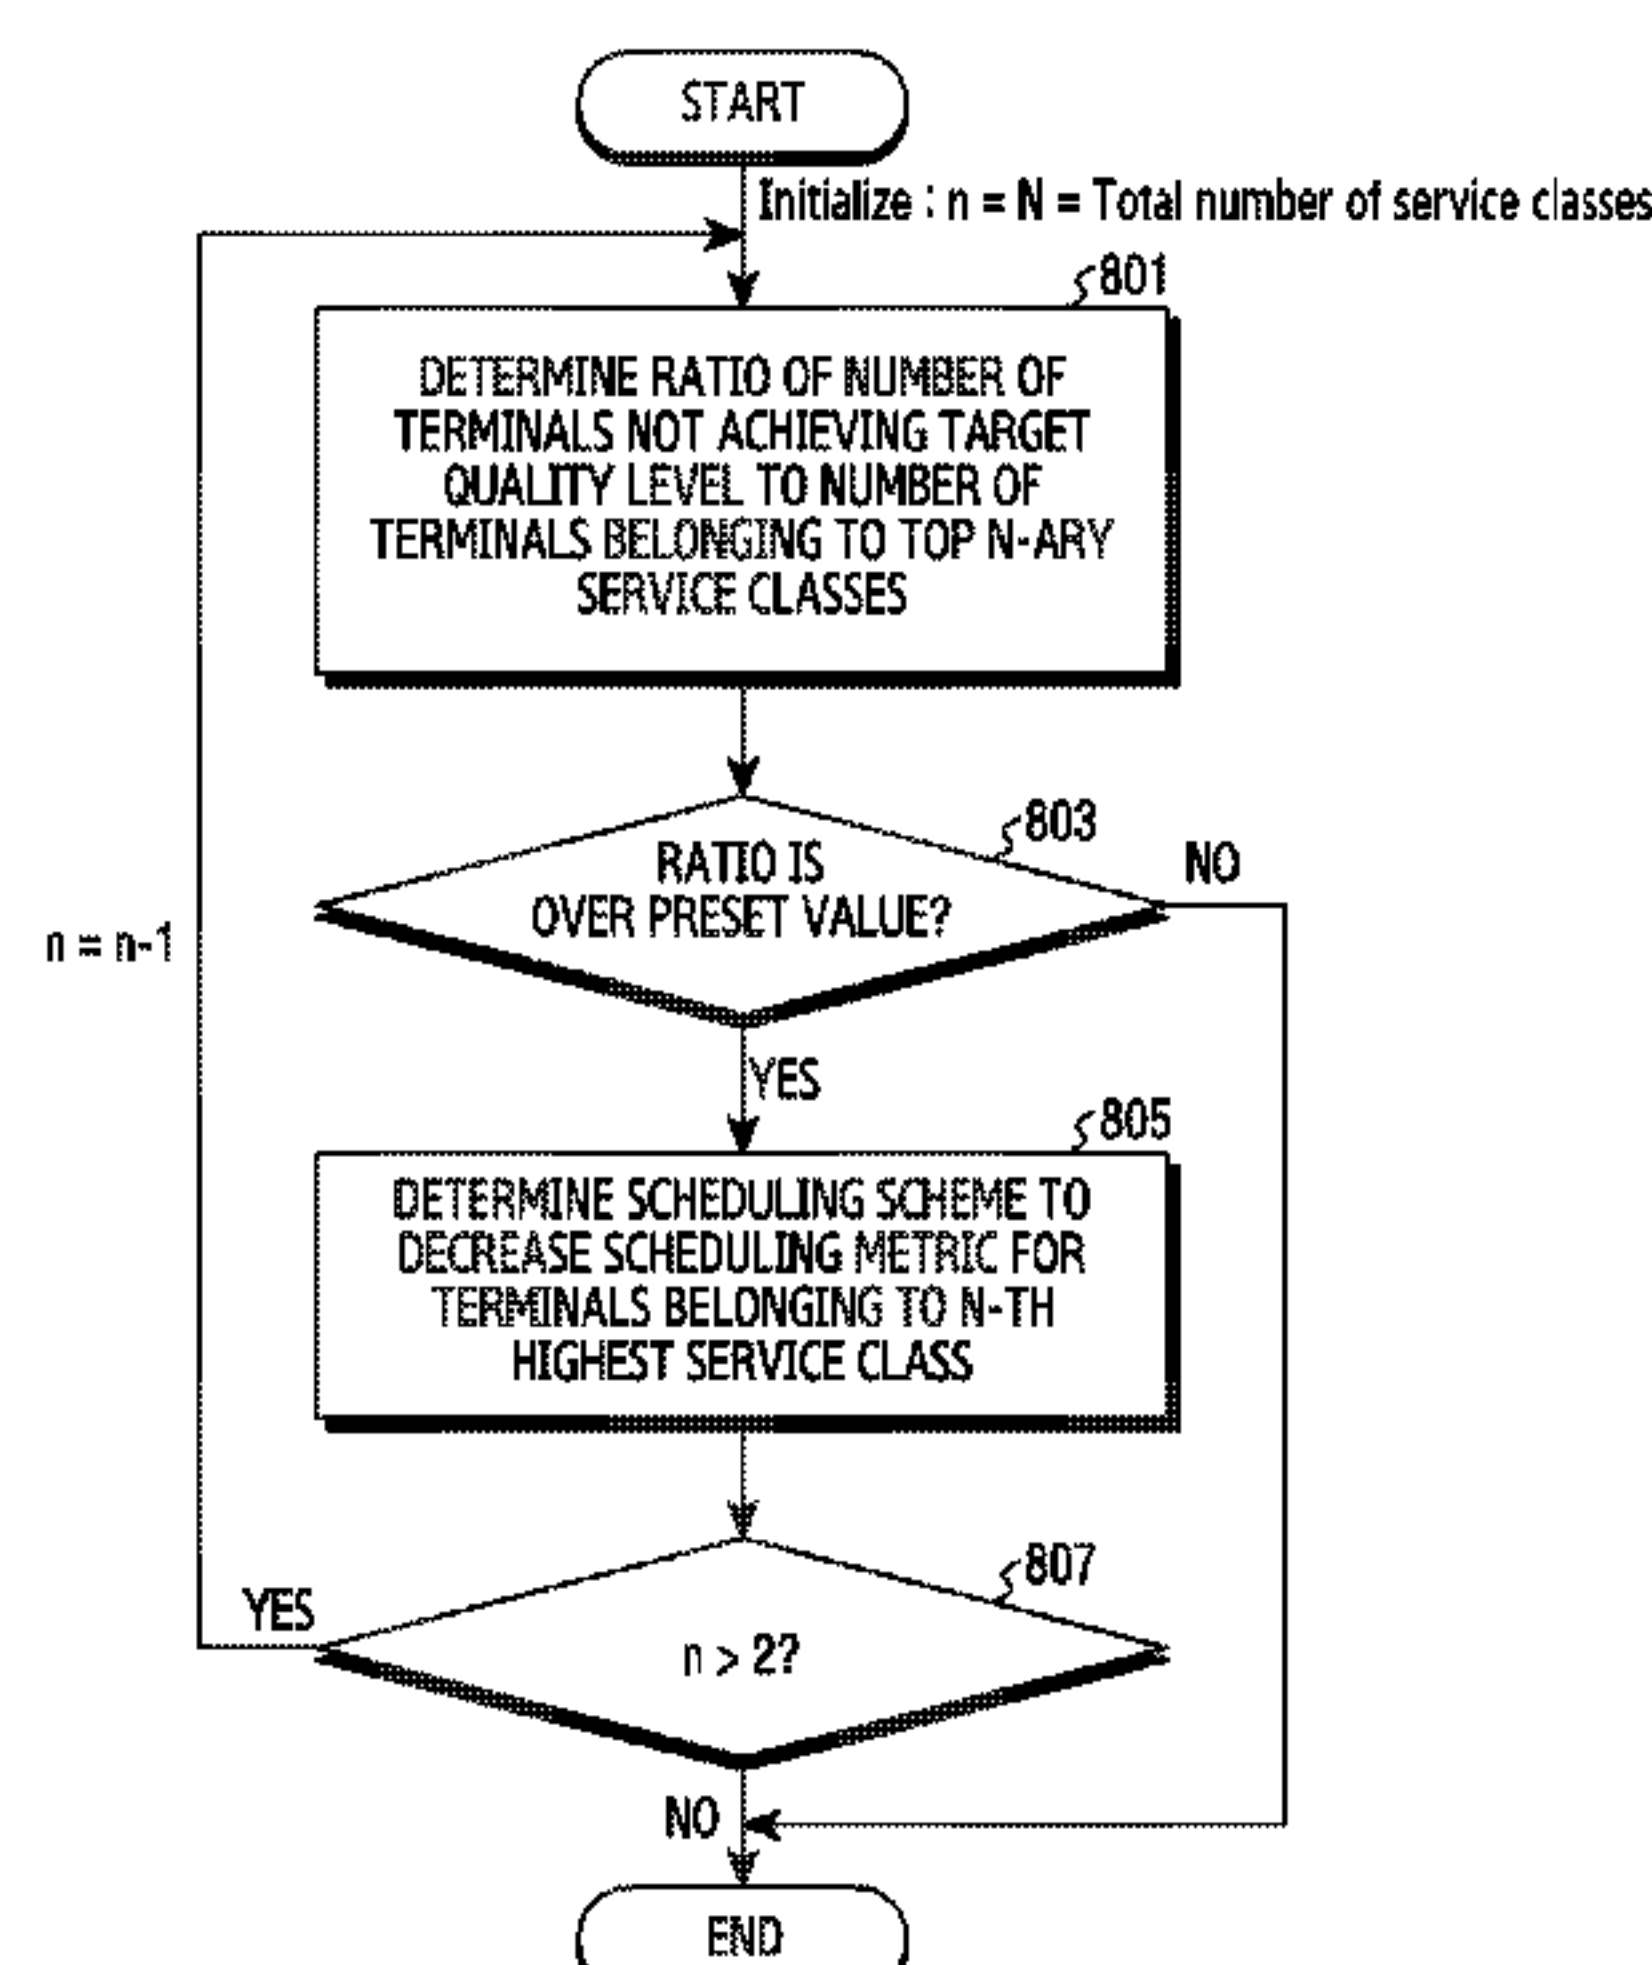 START
Initialize : n = N = Total number of service classes
801
DETERMINE RATIO OF NUMBER OF
TERMINALS NOT ACHIEVING TARGET
QUALITY LEVEL TO NUMBER OF
TERMINALS BELONGING TO TOP N-ARY
SERVICE CLASSES
803
RATIO IS
OVER PRESET VALUE?
NO
n = n-1
YES
805
DETERMINE SCHEDULING SCHEME TO
DECREASE SCHEDULING METRIC FOR
TERMINALS BELONGING TO N-TH
HIGHEST SERVICE CLASS
807
YES
n > 2?
NO
END